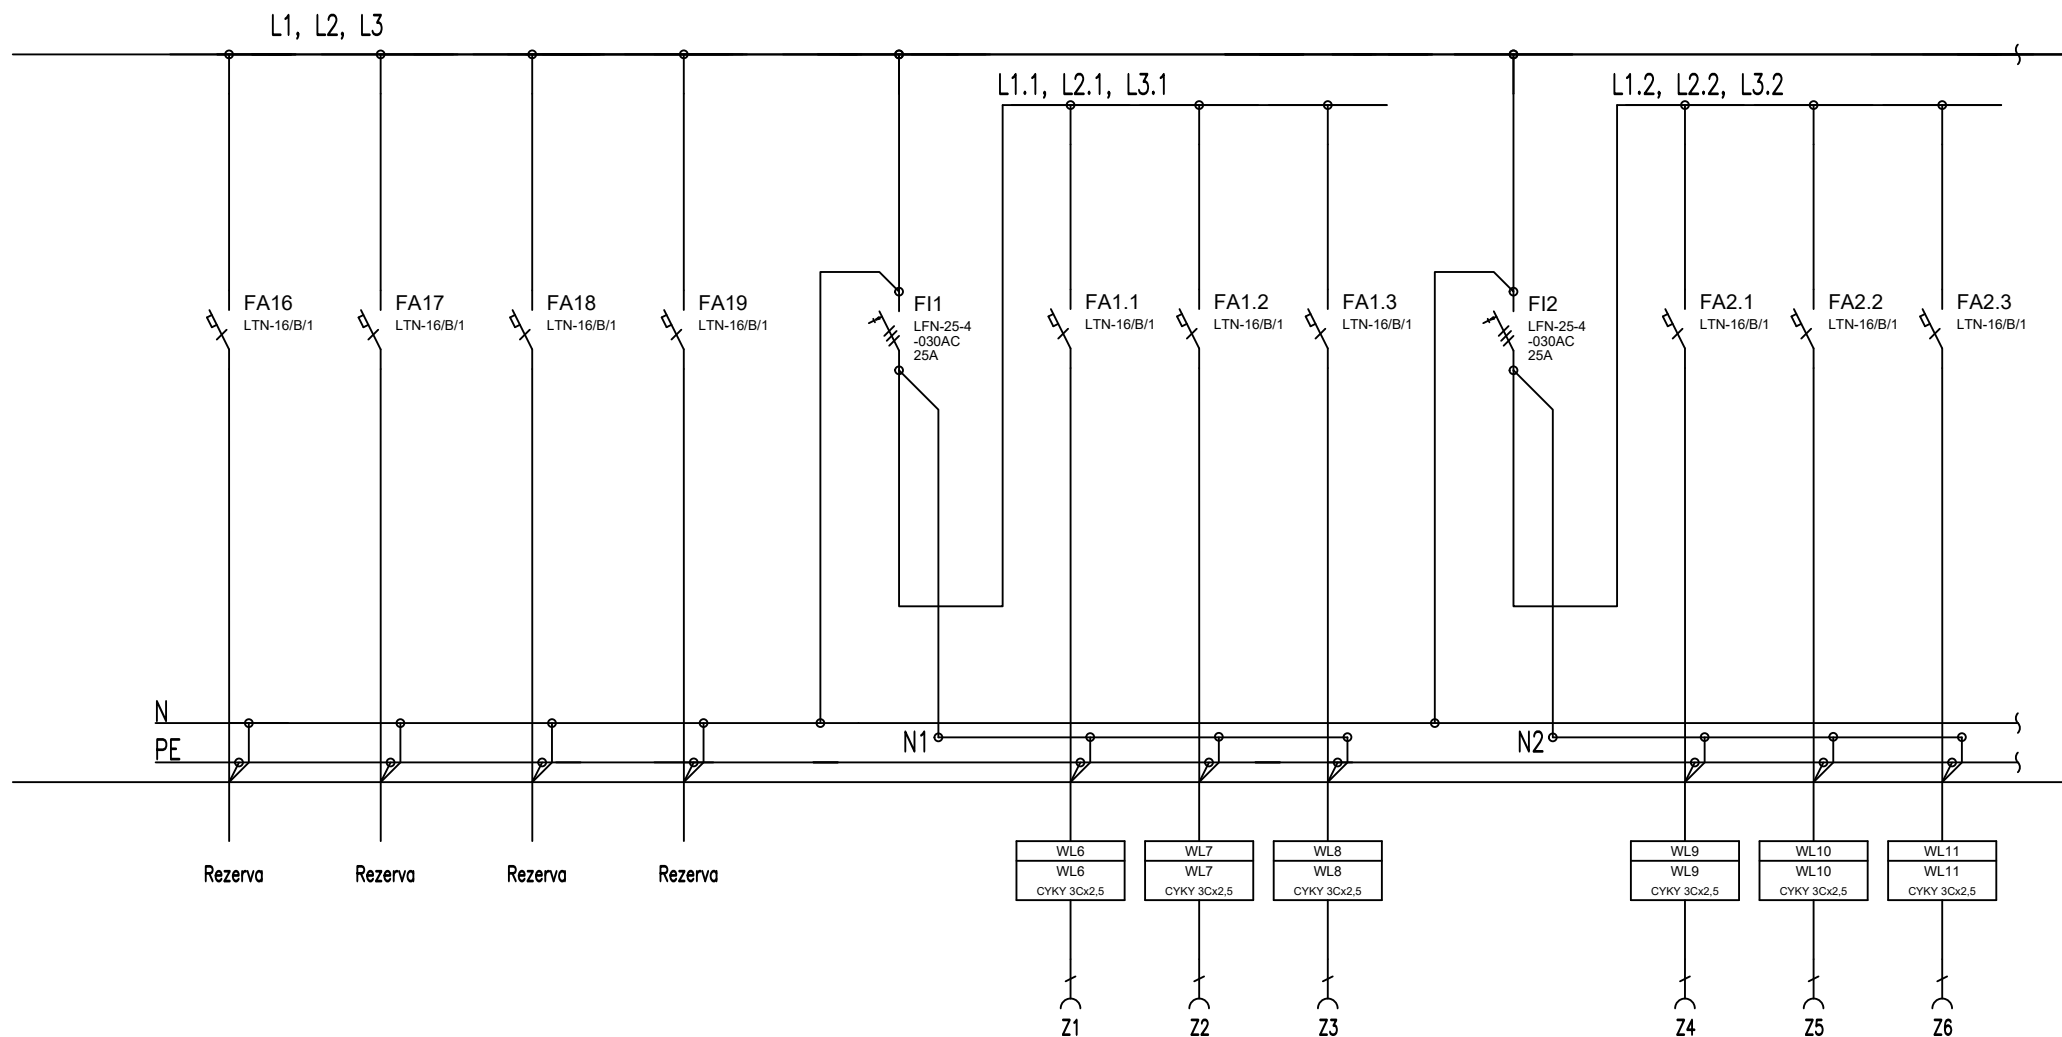 L1, L2, L3
L1.1, L2.1, L3.1
L1.2, L2.2, L3.2
FA16
LTN-16/B/1
FA17
LTN-16/B/1
FA18
LTN-16/B/1
FA19
LTN-16/B/1
FI1
LFN-25-4
-030AC
25A
FA1.1
LTN-16/B/1
FA1.2
LTN-16/B/1
FA1.3
LTN-16/B/1
FI2
LFN-25-4
-030AC
25A
FA2.1
LTN-16/B/1
FA2.2
LTN-16/B/1
FA2.3
LTN-16/B/1
N
PE
N1
N2
Rezerva
Rezerva
Rezerva
Rezerva
WL6
WL6
CYKY 3Cx2,5
WL7
WL7
CYKY 3Cx2,5
WL8
WL8
CYKY 3Cx2,5
WL9
WL9
CYKY 3Cx2,5
WL10
WL10
CYKY 3Cx2,5
WL11
WL11
CYKY 3Cx2,5
Z1
Z2
Z3
Z4
Z5
Z6